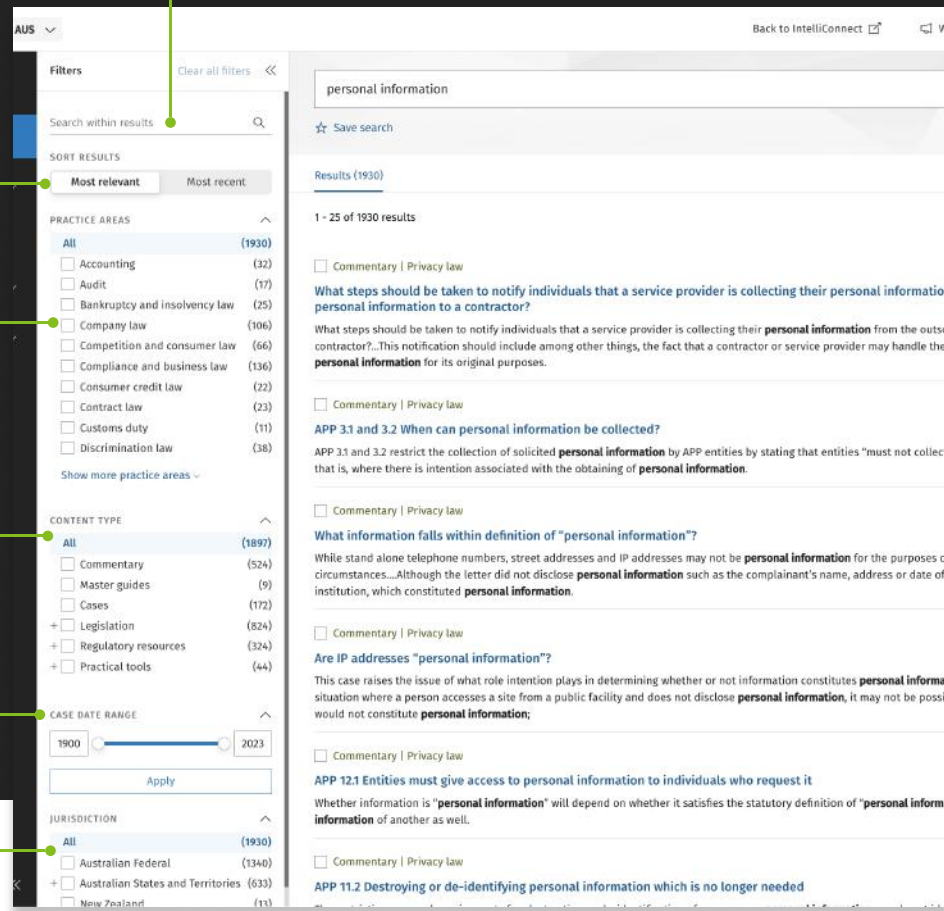 AUS
Back to IntelliConnect
Filters
Clear all filters
Search within results
SORT RESULTS
Most relevant
Most recent
PRACTICE AREAS
All (1930)
Accounting (32)
Audit (17)
Bankruptcy and insolvency law (25)
Company law (106)
Competition and consumer law (66)
Compliance and business law (136)
Consumer credit law (22)
Contract law (23)
Customs duty (11)
Discrimination law (38)
Show more practice areas
CONTENT TYPE
All (1897)
Commentary (524)
Master guides (9)
Cases (172)
+ Legislation (824)
+ Regulatory resources (324)
+ Practical tools (44)
CASE DATE RANGE
1900
2023
Apply
JURISDICTION
All (1930)
Australian Federal (1340)
+ Australian States and Territories (633)
New Zealand (13)
personal information
Save search
Results (1930)
1 - 25 of 1930 results
Commentary | Privacy law
What steps should be taken to notify individuals that a service provider is collecting their personal informatio
personal information to a contractor?
What steps should be taken to notify individuals that a service provider is collecting their personal information from the outs
contractor?...This notification should include among other things, the fact that a contractor or service provider may handle the
personal information for its original purposes.
Commentary | Privacy law
APP 3.1 and 3.2 When can personal information be collected?
APP 3.1 and 3.2 restrict the collection of solicited personal information by APP entities by stating that entities "must not collec
that is, where there is intention associated with the obtaining of personal information.
Commentary | Privacy law
What information falls within definition of "personal information"?
While stand alone telephone numbers, street addresses and IP addresses may not be personal information for the purposes
circumstances....Although the letter did not disclose personal information such as the complainant's name, address or date of
institution, which constituted personal information.
Commentary | Privacy law
Are IP addresses "personal information"?
This case raises the issue of what role intention plays in determining whether or not information constitutes personal informa
situation where a person accesses a site from a public facility and does not disclose personal information, it may not be possi
would not constitute personal information;
Commentary | Privacy law
APP 12.1 Entities must give access to personal information to individuals who request it
Whether information is "personal information" will depend on whether it satisfies the statutory definition of "personal inform
information of another as well.
Commentary | Privacy law
APP 11.2 Destroying or de-identifying personal information which is no longer needed